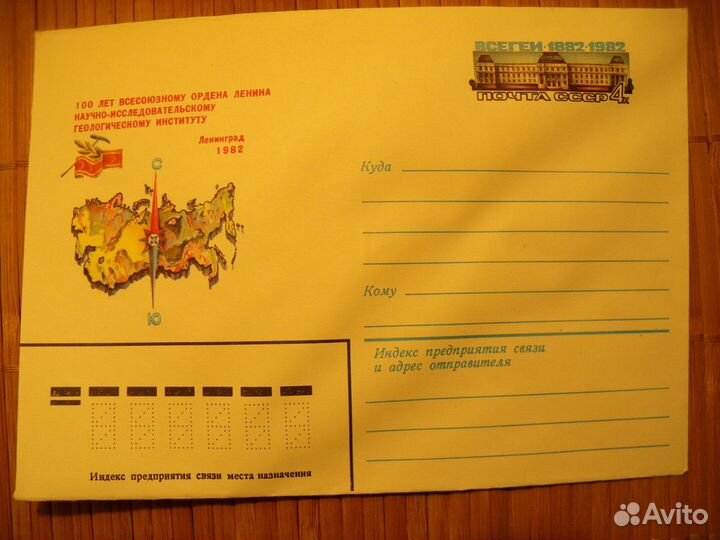 100 ЛЕТ ВСЕСОЮЗНОМУ ОРДЕНА ЛЕНИНА
НАУЧНО-ИССЛЕДОВАТЕЛЬСКОМУ
ГЕОЛОГИЧЕСКОМУ ИНСТИТУТУ
Ленинград
1982
С
Ю
ВСЕГЕИ·1882·1982
ПОЧТА СССР 4к
Куда
Кому
Индекс предприятия связи
и адрес отправителя
Индекс предприятия связи места назначения
Avito